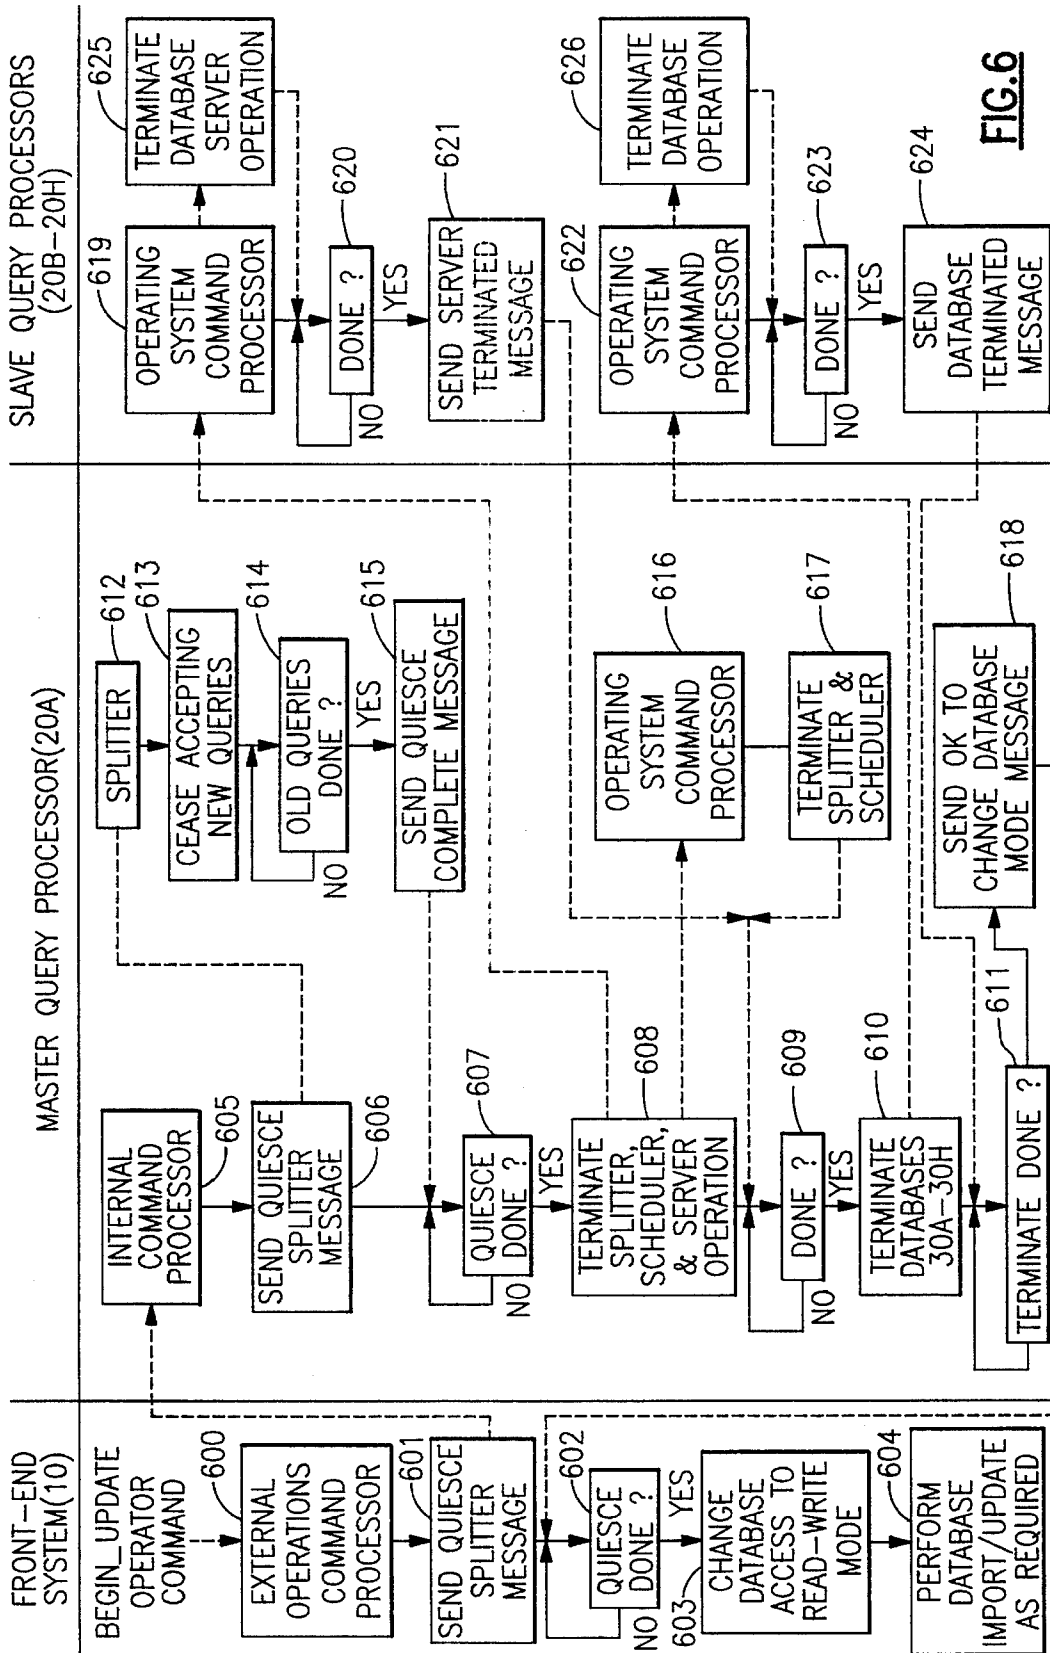 FRONT-END
SYSTEM(10)
BEGIN_UPDATE
OPERATOR
COMMAND
600
EXTERNAL
OPERATIONS
COMMAND
PROCESSOR
601
SEND QUIESCE
SPLITTER
MESSAGE
602
QUIESCE
DONE ?
NO
YES
603
CHANGE
DATABASE
ACCESS TO
READ-WRITE
MODE
604
PERFORM
DATABASE
IMPORT/UPDATE
AS REQUIRED
MASTER QUERY PROCESSOR(20A)
INTERNAL
COMMAND
PROCESSOR
605
SEND QUIESCE
SPLITTER
MESSAGE
606
607
QUIESCE
DONE ?
NO
YES
TERMINATE
SPLITTER,
SCHEDULER,
& SERVER
OPERATION
608
609
DONE ?
NO
YES
610
TERMINATE
DATABASES
30A-30H
611
TERMINATE DONE ?
612
SPLITTER
613
CEASE ACCEPTING
NEW QUERIES
614
OLD QUERIES
DONE ?
NO
YES
615
SEND QUIESCE
COMPLETE MESSAGE
616
OPERATING
SYSTEM
COMMAND
PROCESSOR
617
TERMINATE
SPLITTER &
SCHEDULER
618
SEND OK TO
CHANGE DATABASE
MODE MESSAGE
SLAVE QUERY PROCESSORS
(20B-20H)
619
OPERATING
SYSTEM
COMMAND
PROCESSOR
625
TERMINATE
DATABASE
SERVER
OPERATION
620
DONE ?
NO
YES
621
SEND SERVER
TERMINATED
MESSAGE
622
OPERATING
SYSTEM
COMMAND
PROCESSOR
626
TERMINATE
DATABASE
OPERATION
623
DONE ?
NO
YES
624
SEND
DATABASE
TERMINATED
MESSAGE
FIG.6